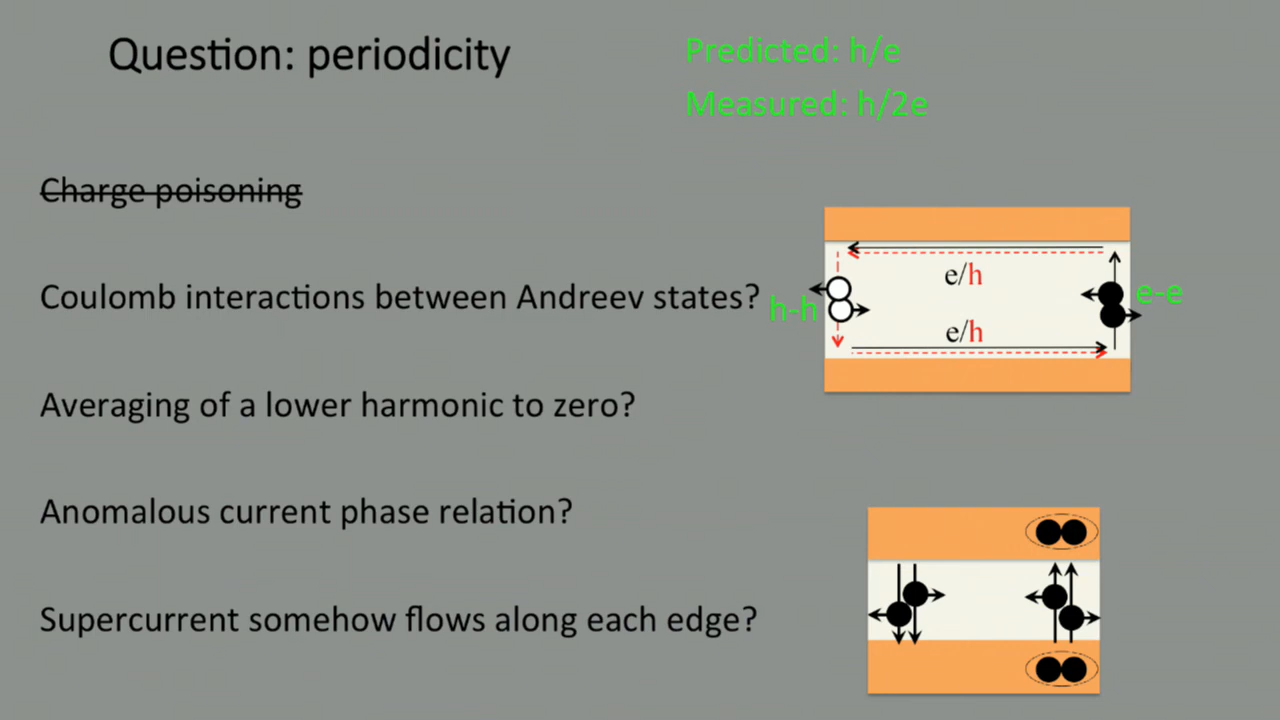 Question: periodicity
Predicted: h/e
Measured: h/2e
Charge poisoning
Coulomb interactions between Andreev states?
e/h
h-h
e-e
e/h
Averaging of a lower harmonic to zero?
Anomalous current phase relation?
Supercurrent somehow flows along each edge?